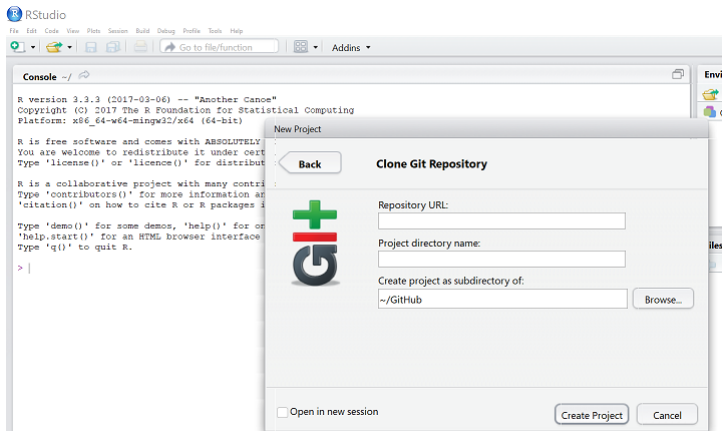 RStudio
File Edit Code View Plots Session Build Debug Profile Tools Help
Go to file/function
Addins
Console ~/
Envi
R version 3.3.3 (2017-03-06) -- "Another Canoe"
Copyright (C) 2017 The R Foundation for Statistical Computing
Platform: x86_64-w64-mingw32/x64 (64-bit)
R is free software and comes with ABSOLUTELY
You are welcome to redistribute it under cert
Type 'license()' or 'licence()' for distribut
R is a collaborative project with many contri
Type 'contributors()' for more information an
'citation()' on how to cite R or R packages i
Type 'demo()' for some demos, 'help()' for on
'help.start()' for an HTML browser interface
Type 'q()' to quit R.
>
New Project
Back
Clone Git Repository
git
Repository URL:
Project directory name:
Create project as subdirectory of:
~/GitHub
Browse...
Open in new session
Create Project
Cancel
iles